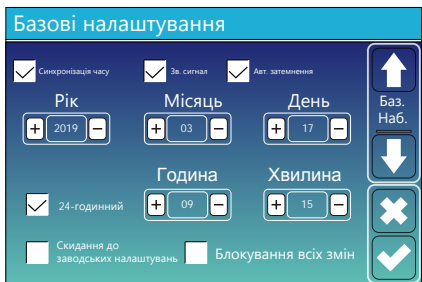 Базові налаштування
Синхронізація часу Зв. сигнал Авт. затемнення
Рік Місяць День
+ 2019 − + 03 − + 17 −
Баз.
Наб.
Година Хвилина
24-годинний + 09 − + 15 −
Скидання до
заводських налаштувань
Блокування всіх змін